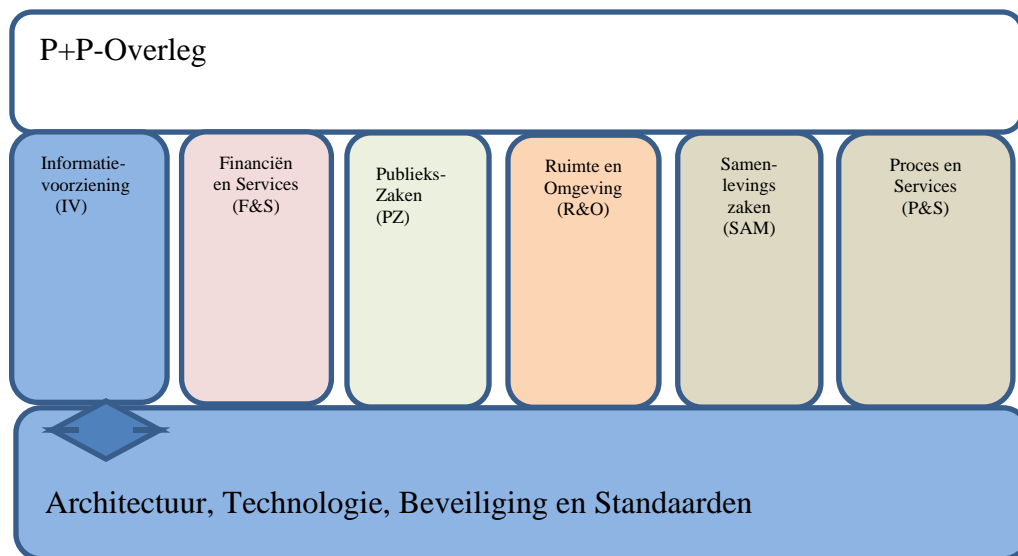 P+P-Overleg
Informatie-
voorziening
(IV)
Financiën
en Services
(F&S)
Publieks-
Zaken
(PZ)
Ruimte en
Omgeving
(R&O)
Samen-
levings
zaken
(SAM)
Proces en
Services
(P&S)
Architectuur, Technologie, Beveiliging en Standaarden